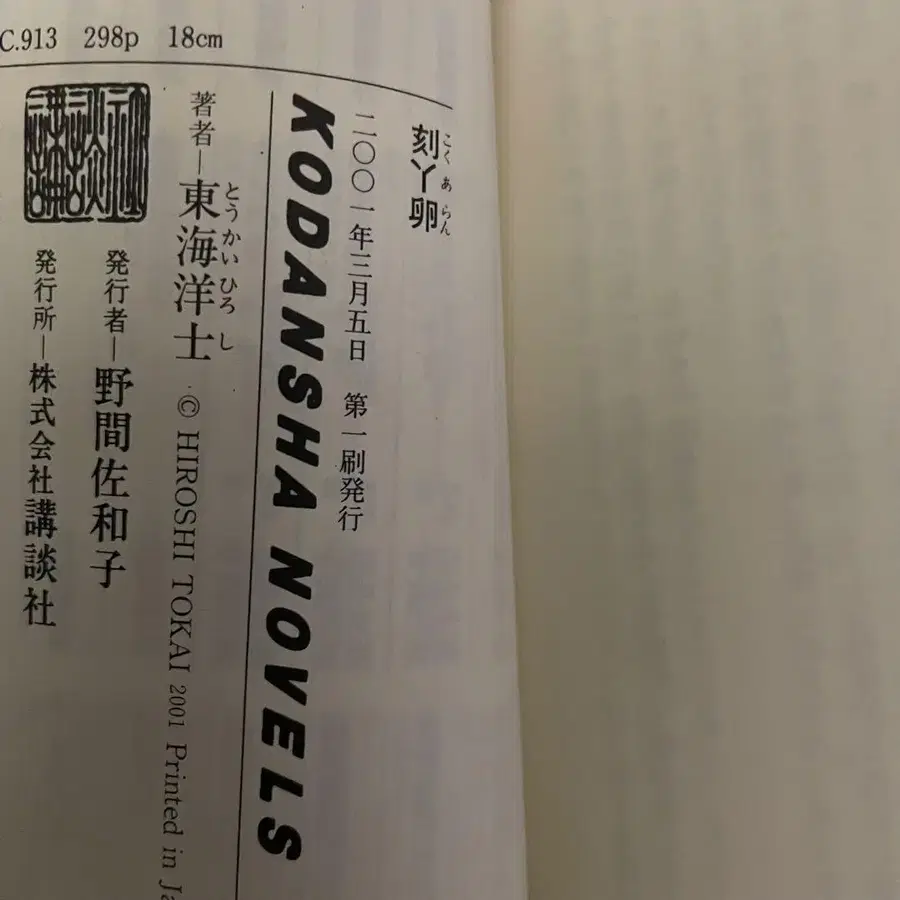 C.913 298p 18cm
刻丫卵
こくあらん
二〇〇一年三月五日 第一刷発行
KODANSHA NOVELS
著者―東海洋士
とうかいひろし
© HIROSHI TOKAI 2001 Printed in
発行者―野間佐和子
発行所―株式会社講談社